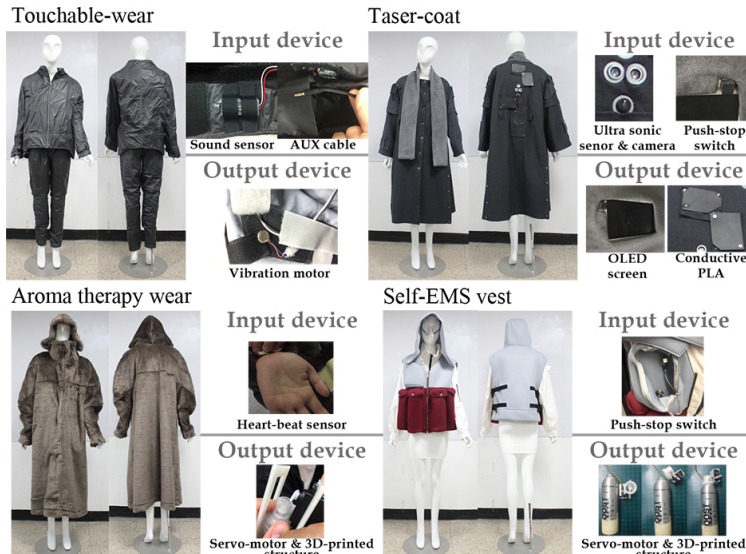 Touchable-wear
Input device
Sound sensor
AUX cable
Output device
Vibration motor
Taser-coat
Input device
Ultra sonic
senor & camera
Push-stop
switch
Output device
OLED
screen
Conductive
PLA
Aroma therapy wear
Input device
Heart-beat sensor
Output device
Servo-motor & 3D-printed
structure
Self-EMS vest
Input device
Push-stop switch
Output device
Servo-motor & 3D-printed
structure